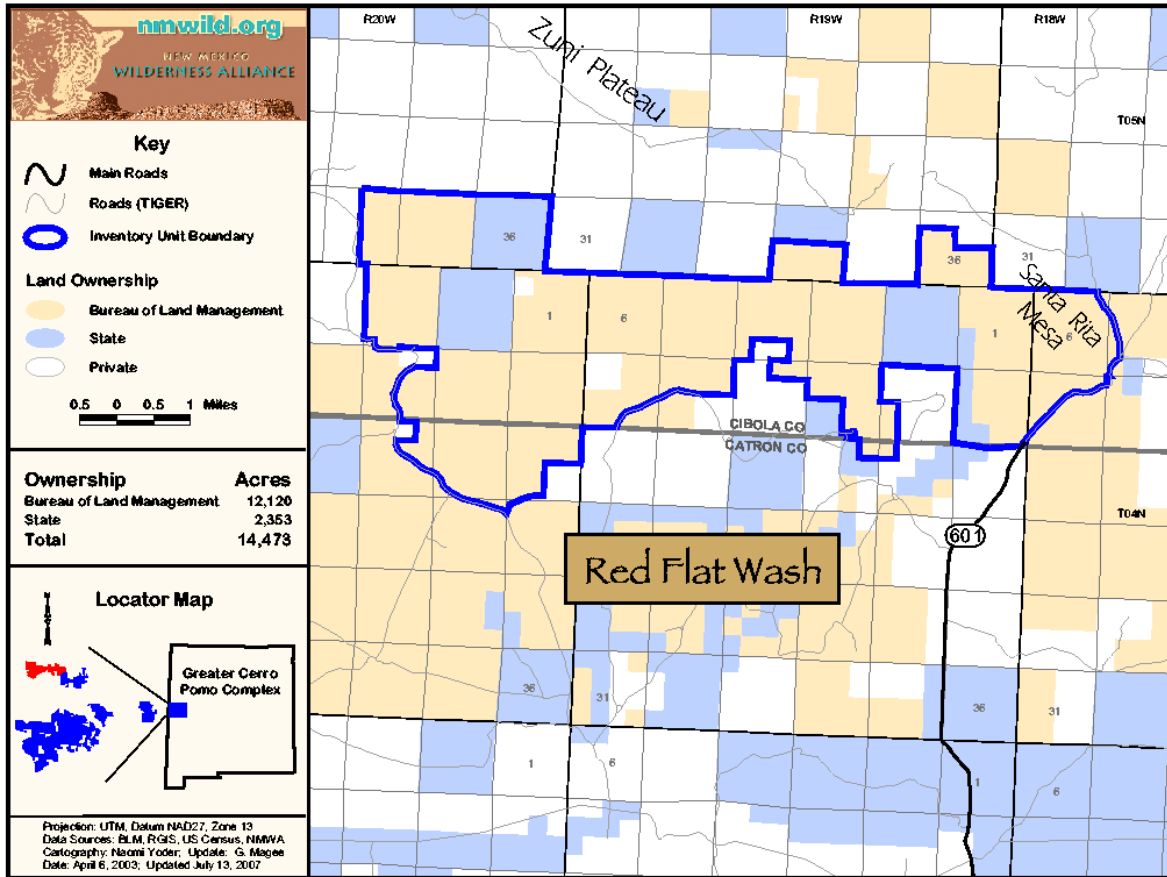 nmwild.org
NEW MEXICO
WILDERNESS ALLIANCE
Key
Main Roads
Roads (TIGER)
Inventory Unit Boundary
Land Ownership
Bureau of Land Management
State
Private
0.5 0 0.5 1 Miles
Ownership Acres
Bureau of Land Management 12,120
State 2,353
Total 14,473
Locator Map
Greater Cerro
Pomo Complex
Projection: UTM, Datum NAD27, Zone 13
Data Sources: BLM, RGIS, US Census, NMWA
Cartography: Naomi Yoder; Update: G. Magee
Date: April 6, 2003; Updated July 13, 2007
R20W R19W R18W
Zuni Plateau
T05N
36 31
36 31
Santa Rita
Mesa
1 6 1 6
CIBOLA CO
CATRON CO
T04N
601
Red Flat Wash
36 31 36 31
1 6 1 6